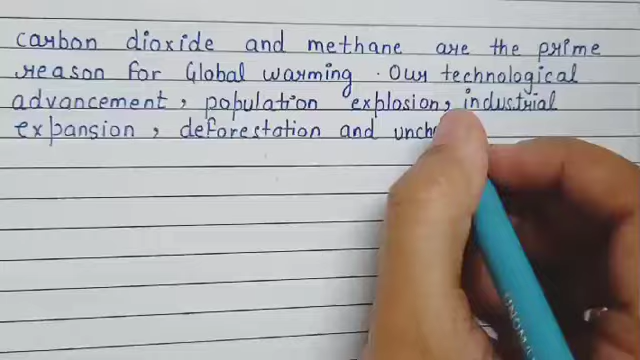 carbon dioxide and methane are the prime
reason for Global warming . Our technological
advancement, population explosion, industrial
expansion, deforestation and